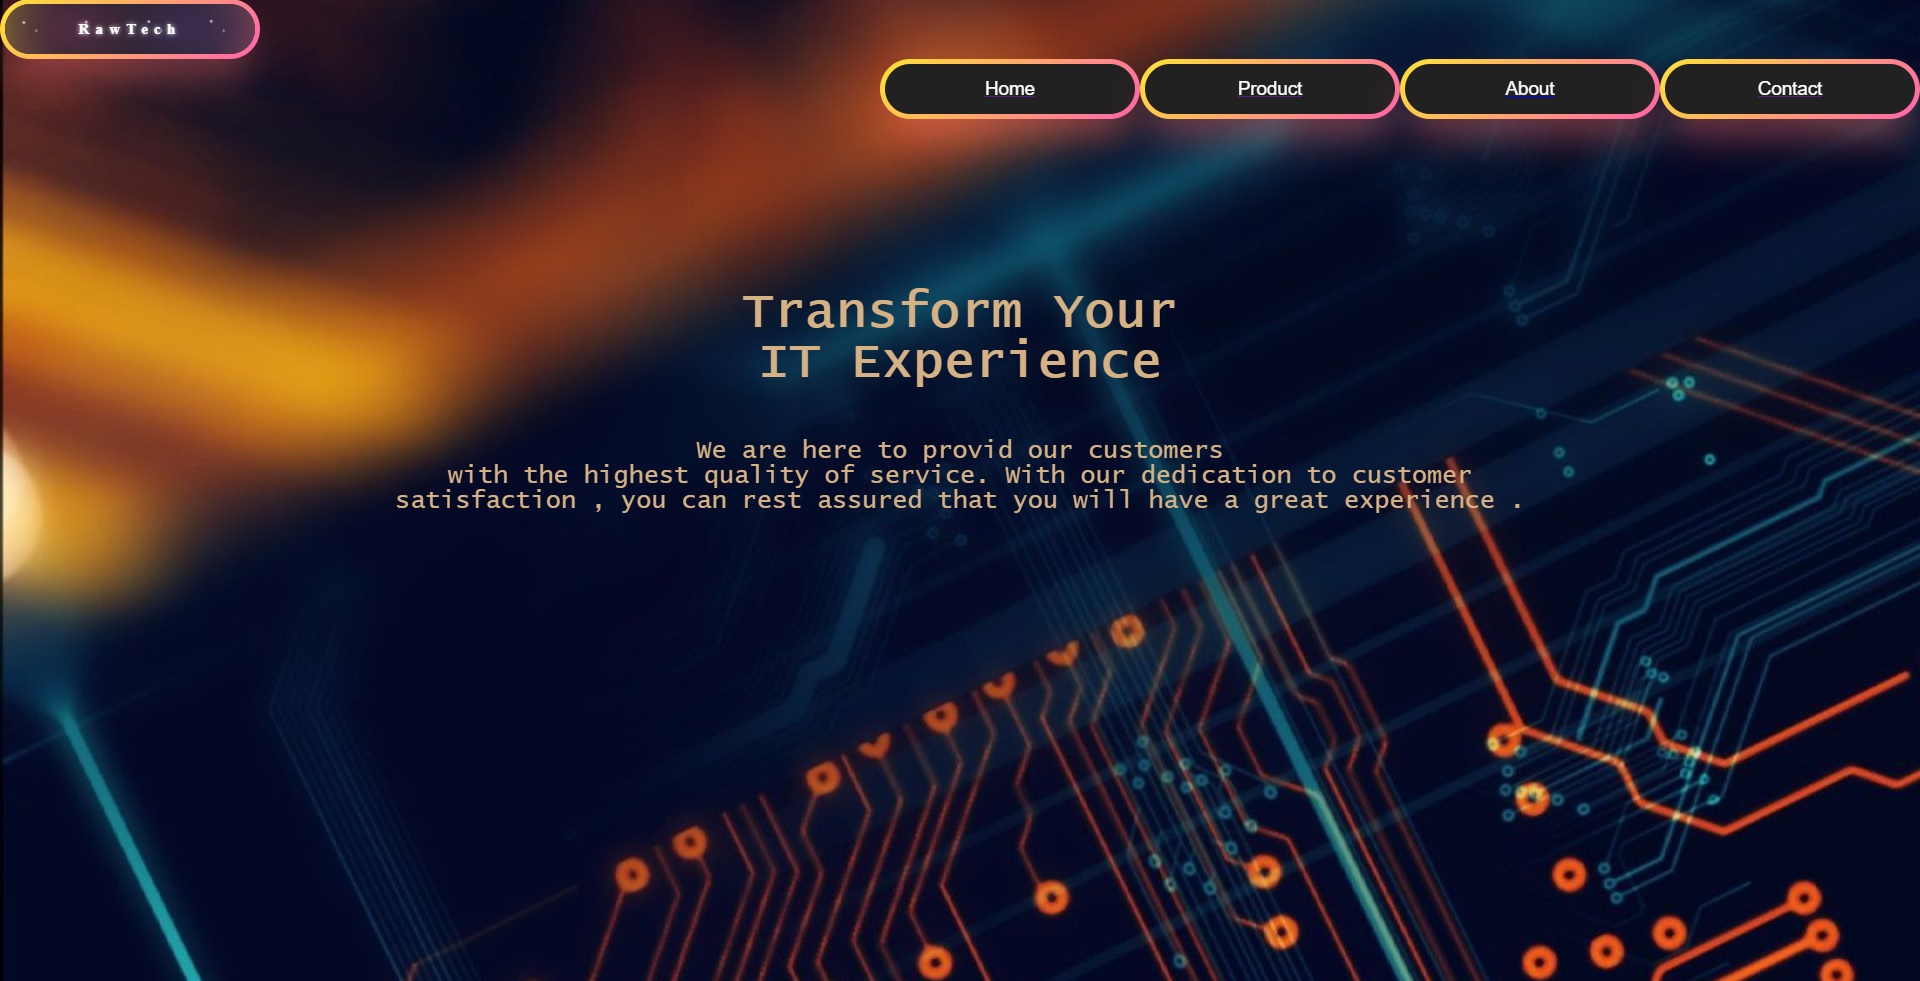 RawTech
Home
Product
About
Contact
Transform Your
IT Experience
We are here to provid our customers
with the highest quality of service. With our dedication to customer
satisfaction , you can rest assured that you will have a great experience .